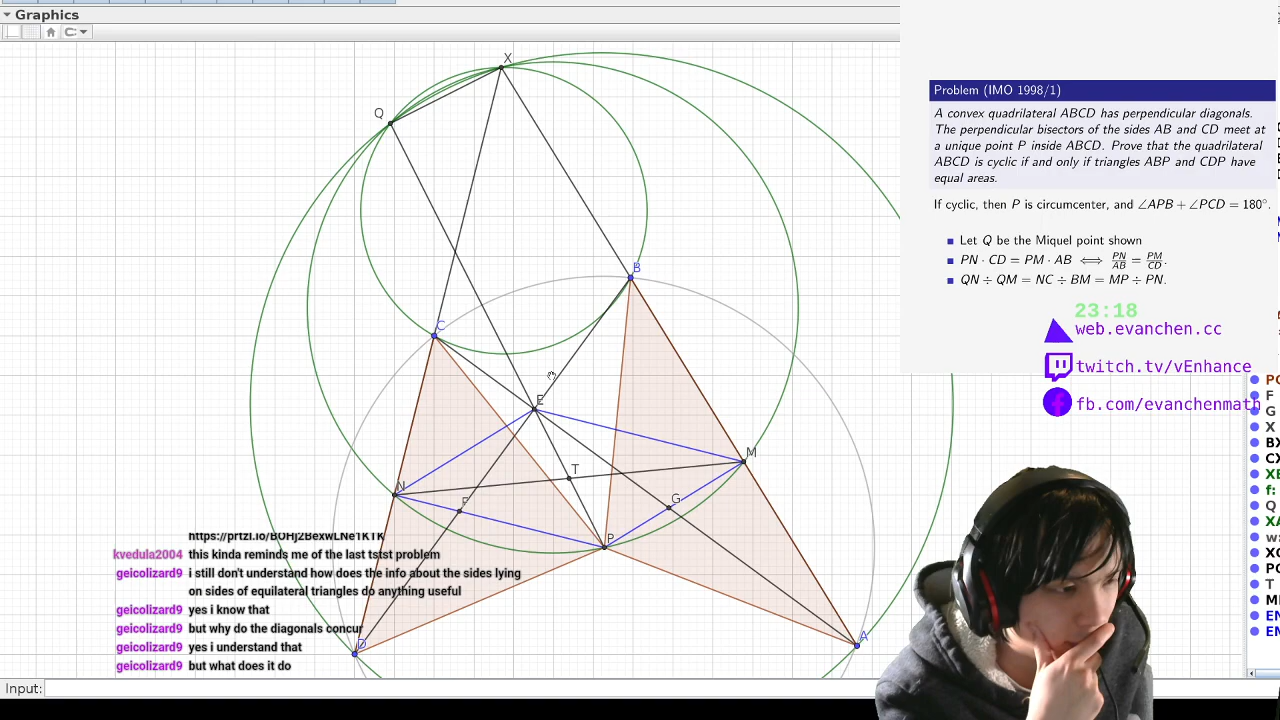 Graphics
Problem (IMO 1998/1)
A convex quadrilateral ABCD has perpendicular diagonals.
The perpendicular bisectors of the sides AB and CD meet at
a unique point P inside ABCD. Prove that the quadrilateral
ABCD is cyclic if and only if triangles ABP and CDP have
equal areas.
If cyclic, then P is circumcenter, and ∠APB + ∠PCD = 180°.
Let Q be the Miquel point shown
PN · CD = PM · AB ⟺ PN/AB = PM/CD.
QN ÷ QM = NC ÷ BM = MP ÷ PN.
23:18
web.evanchen.cc
twitch.tv/vEnhance
fb.com/evanchenmath
X
Q
B
C
E
M
T
N
F
G
P
D
A
kvedula2004 this kinda reminds me of the last tstst problem
geicolizard9 i still don't understand how does the info about the sides lying
on sides of equilateral triangles do anything useful
geicolizard9 yes i know that
geicolizard9 but why do the diagonals concur
geicolizard9 yes i understand that
geicolizard9 but what does it do
F
G
X
f:
Q
T
Input: